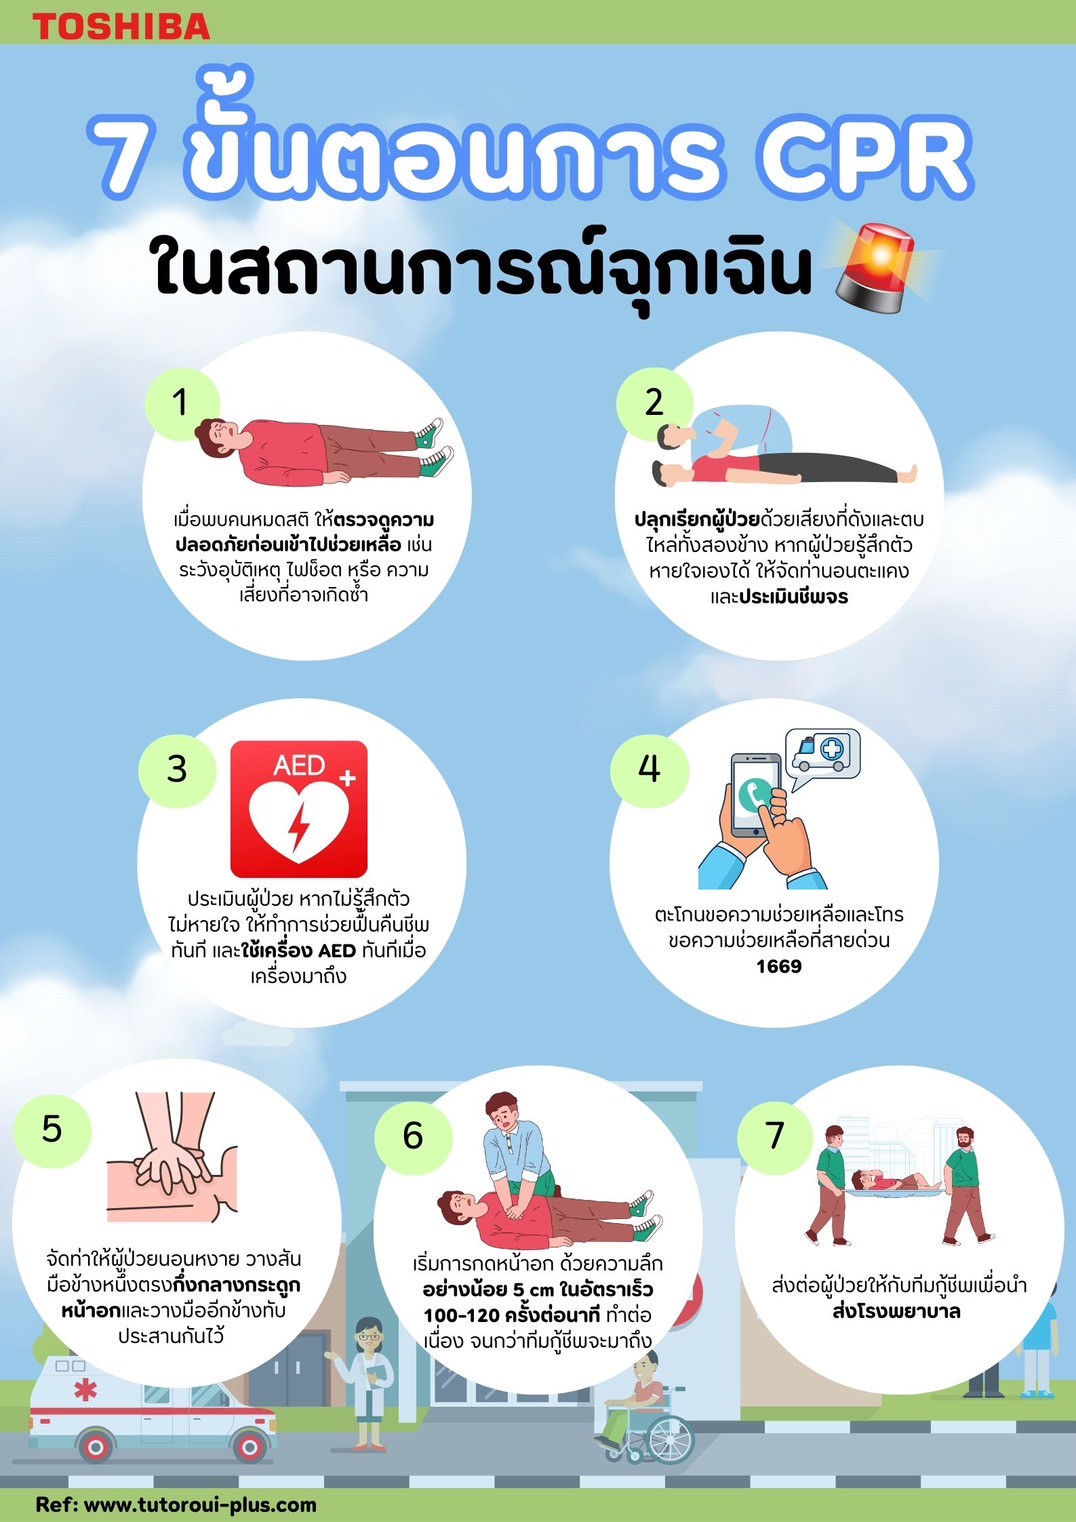 TOSHIBA
7 ขั้นตอนการ CPR
ในสถานการณ์ฉุกเฉิน
1
เมื่อพบคนหมดสติ ให้ตรวจดูความ
ปลอดภัยก่อนเข้าไปช่วยเหลือ เช่น
ระวังอุบัติเหตุ ไฟช็อต หรือ ความ
เสี่ยงที่อาจเกิดซ้ำ
2
ปลุกเรียกผู้ป่วยด้วยเสียงที่ดังและตบ
ไหล่ทั้งสองข้าง หากผู้ป่วยรู้สึกตัว
หายใจเองได้ ให้จัดท่านอนตะแคง
และประเมินชีพจร
3
AED
ประเมินผู้ป่วย หากไม่รู้สึกตัว
ไม่หายใจ ให้ทำการช่วยฟื้นคืนชีพ
ทันที และใช้เครื่อง AED ทันทีเมื่อ
เครื่องมาถึง
4
ตะโกนขอความช่วยเหลือและโทร
ขอความช่วยเหลือที่สายด่วน
1669
5
จัดท่าให้ผู้ป่วยนอนหงาย วางสัน
มือข้างหนึ่งตรงกึ่งกลางกระดูก
หน้าอกและวางมืออีกข้างทับ
ประสานกันไว้
6
เริ่มการกดหน้าอก ด้วยความลึก
อย่างน้อย 5 cm ในอัตราเร็ว
100-120 ครั้งต่อนาที ทำต่อ
เนื่อง จนกว่าทีมกู้ชีพจะมาถึง
7
ส่งต่อผู้ป่วยให้กับทีมกู้ชีพเพื่อนำ
ส่งโรงพยาบาล
Ref: www.tutoroui-plus.com